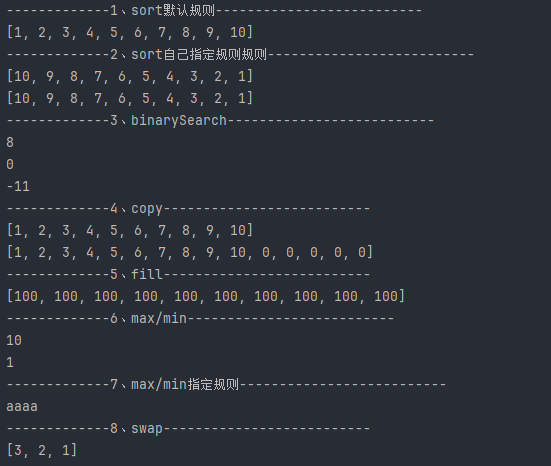 -------------1、sort默认规则--------------------------
[1, 2, 3, 4, 5, 6, 7, 8, 9, 10]
-------------2、sort自己指定规则规则--------------------------
[10, 9, 8, 7, 6, 5, 4, 3, 2, 1]
[10, 9, 8, 7, 6, 5, 4, 3, 2, 1]
-------------3、binarySearch--------------------------
8
0
-11
-------------4、copy--------------------------
[1, 2, 3, 4, 5, 6, 7, 8, 9, 10]
[1, 2, 3, 4, 5, 6, 7, 8, 9, 10, 0, 0, 0, 0, 0]
-------------5、fill--------------------------
[100, 100, 100, 100, 100, 100, 100, 100, 100, 100]
-------------6、max/min--------------------------
10
1
-------------7、max/min指定规则--------------------------
aaaa
-------------8、swap--------------------------
[3, 2, 1]